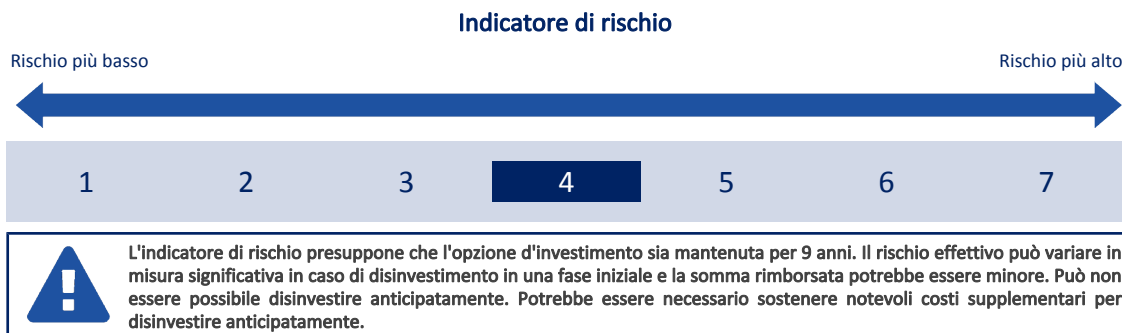 Indicatore di rischio
Rischio più basso
Rischio più alto
1 2 3 4 5 6 7
L'indicatore di rischio presuppone che l'opzione d'investimento sia mantenuta per 9 anni. Il rischio effettivo può variare in
misura significativa in caso di disinvestimento in una fase iniziale e la somma rimborsata potrebbe essere minore. Può non
essere possibile disinvestire anticipatamente. Potrebbe essere necessario sostenere notevoli costi supplementari per
disinvestire anticipatamente.